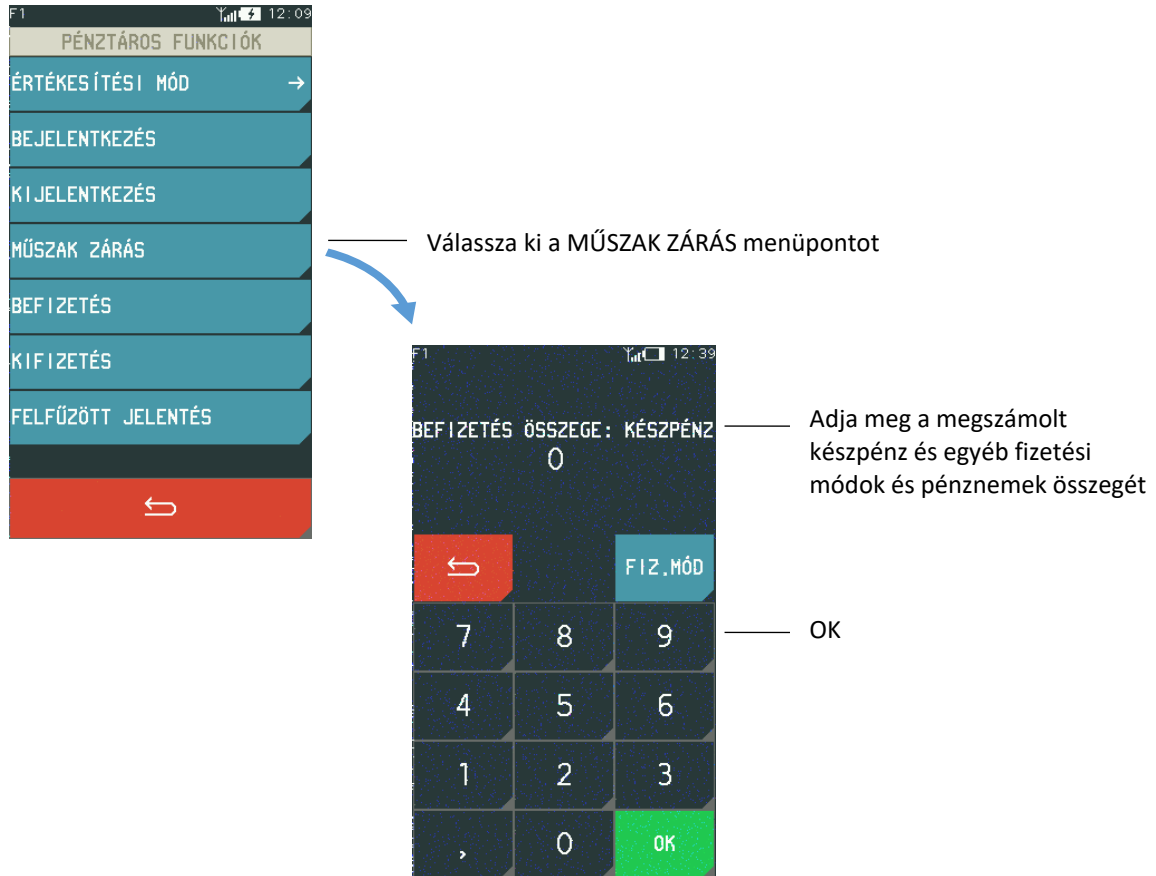 F1 12:09
PÉNZTÁROS FUNKCIÓK
ÉRTÉKESÍTÉSI MÓD →
BEJELENTKEZÉS
KIJELENTKEZÉS
MŰSZAK ZÁRÁS
BEFIZETÉS
KIFIZETÉS
FELFŰZÖTT JELENTÉS
Válassza ki a MŰSZAK ZÁRÁS menüpontot
F1 12:39
BEFIZETÉS ÖSSZEGE: KÉSZPÉNZ
0
FIZ.MÓD
7 8 9
4 5 6
1 2 3
, 0 OK
Adja meg a megszámolt
készpénz és egyéb fizetési
módok és pénznemek összegét
OK